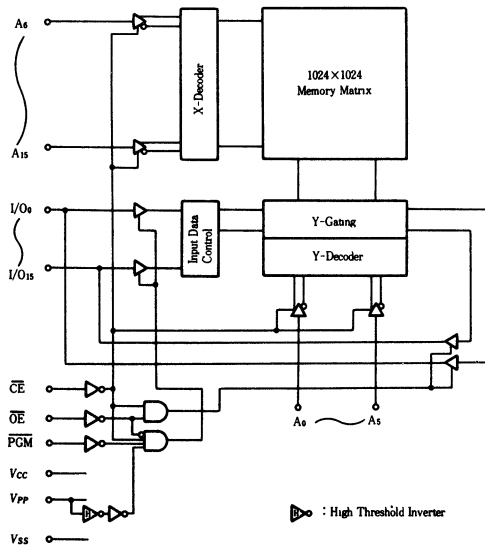 A6
X-Decoder
1024×1024
Memory Matrix
A15
I/O0
Input Data
Control
Y-Gating
Y-Decoder
I/O15
CE
OE
PGM
A0
A5
VCC
VPP
H
H
: High Threshold Inverter
VSS